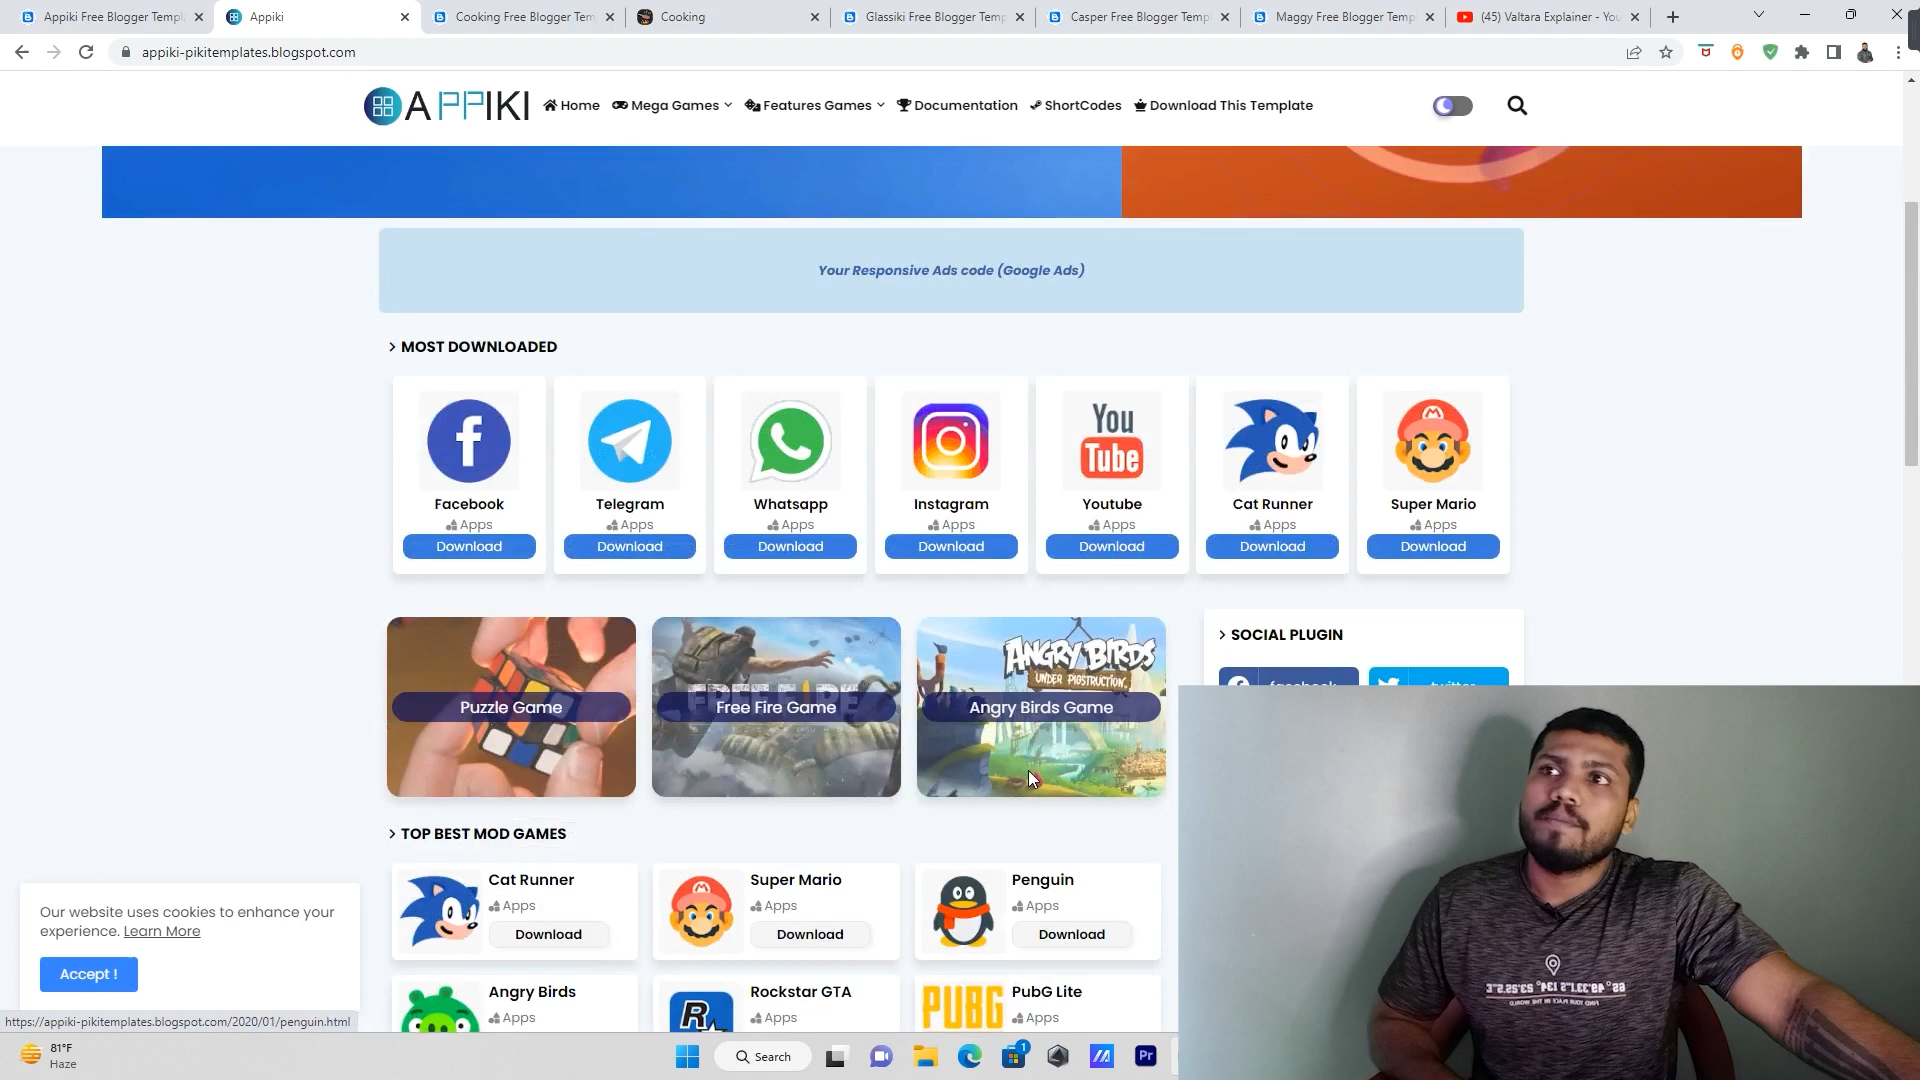 Appiki Free Blogger Templ
Appiki
Cooking Free Blogger Tem
Cooking
Glassiki Free Blogger Temp
Casper Free Blogger Templ
Maggy Free Blogger Temp
(45) Valtara Explainer - You
appiki-pikitemplates.blogspot.com
APPIKI
Home
Mega Games
Features Games
Documentation
ShortCodes
Download This Template
Your Responsive Ads code (Google Ads)
MOST DOWNLOADED
You
Tube
Facebook
Telegram
Whatsapp
Instagram
Youtube
Cat Runner
Super Mario
Apps
Apps
Apps
Apps
Apps
Apps
Apps
Download
Download
Download
Download
Download
Download
Download
Puzzle Game
FREE FIRE
Free Fire Game
ANGRY BIRDS
UNDER PIGSTRUCTION
Angry Birds Game
SOCIAL PLUGIN
facebook
twitter
TOP BEST MOD GAMES
Cat Runner
Apps
Download
Super Mario
Apps
Download
Penguin
Apps
Download
Angry Birds
Apps
Rockstar GTA
Apps
PUBG
PubG Lite
Apps
Our website uses cookies to enhance your
experience. Learn More
Accept !
https://appiki-pikitemplates.blogspot.com/2020/01/penguin.html
81°F
Haze
Search
1
Pr